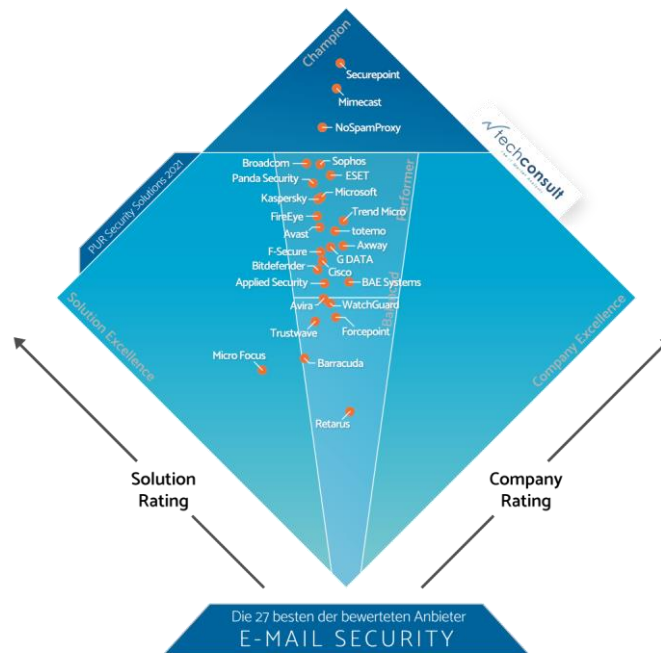 Champion
Securepoint
Mimecast
NoSpamProxy
techconsult
PUR Security Solutions 2021
Broadcom
Sophos
Performer
ESET
Panda Security
Microsoft
Kaspersky
FireEye
Trend Micro
Avast
totemo
Axway
F-Secure
G DATA
Bitdefender
Cisco
Applied Security
BAE Systems
Avira
WatchGuard
Trustwave
Forcepoint
Solution Excellence
Company Excellence
Micro Focus
Barracuda
Retarus
Solution
Rating
Company
Rating
Die 27 besten der bewerteten Anbieter
E-MAIL SECURITY